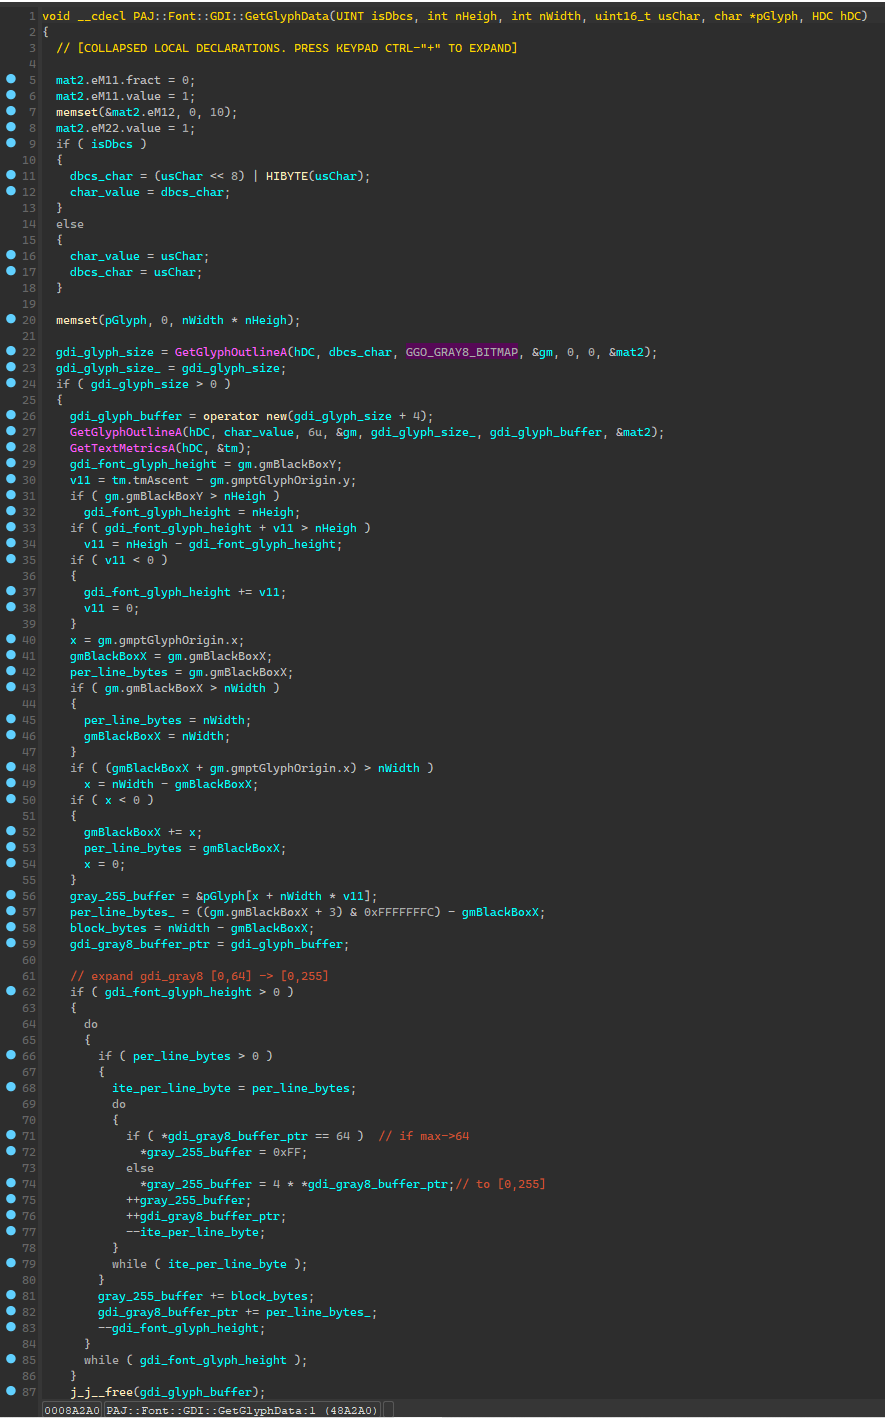 1 void __cdecl PAJ::Font::GDI::GetGlyphData(UINT isDbcs, int nHeigh, int nWidth, uint16_t usChar, char *pGlyph, HDC hDC)
2 {
3 // [COLLAPSED LOCAL DECLARATIONS. PRESS KEYPAD CTRL-"+" TO EXPAND]
4
5 mat2.eM11.fract = 0;
6 mat2.eM11.value = 1;
7 memset(&mat2.eM12, 0, 10);
8 mat2.eM22.value = 1;
9 if ( isDbcs )
10 {
11 dbcs_char = (usChar << 8) | HIBYTE(usChar);
12 char_value = dbcs_char;
13 }
14 else
15 {
16 char_value = usChar;
17 dbcs_char = usChar;
18 }
19
20 memset(pGlyph, 0, nWidth * nHeigh);
21
22 gdi_glyph_size = GetGlyphOutlineA(hDC, dbcs_char, GGO_GRAY8_BITMAP, &gm, 0, 0, &mat2);
23 gdi_glyph_size_ = gdi_glyph_size;
24 if ( gdi_glyph_size > 0 )
25 {
26 gdi_glyph_buffer = operator new(gdi_glyph_size + 4);
27 GetGlyphOutlineA(hDC, char_value, 6u, &gm, gdi_glyph_size_, gdi_glyph_buffer, &mat2);
28 GetTextMetricsA(hDC, &tm);
29 gdi_font_glyph_height = gm.gmBlackBoxY;
30 v11 = tm.tmAscent - gm.gmptGlyphOrigin.y;
31 if ( gm.gmBlackBoxY > nHeigh )
32 gdi_font_glyph_height = nHeigh;
33 if ( gdi_font_glyph_height + v11 > nHeigh )
34 v11 = nHeigh - gdi_font_glyph_height;
35 if ( v11 < 0 )
36 {
37 gdi_font_glyph_height += v11;
38 v11 = 0;
39 }
40 x = gm.gmptGlyphOrigin.x;
41 gmBlackBoxX = gm.gmBlackBoxX;
42 per_line_bytes = gm.gmBlackBoxX;
43 if ( gm.gmBlackBoxX > nWidth )
44 {
45 per_line_bytes = nWidth;
46 gmBlackBoxX = nWidth;
47 }
48 if ( (gmBlackBoxX + gm.gmptGlyphOrigin.x) > nWidth )
49 x = nWidth - gmBlackBoxX;
50 if ( x < 0 )
51 {
52 gmBlackBoxX += x;
53 per_line_bytes = gmBlackBoxX;
54 x = 0;
55 }
56 gray_255_buffer = &pGlyph[x + nWidth * v11];
57 per_line_bytes_ = ((gm.gmBlackBoxX + 3) & 0xFFFFFFFC) - gmBlackBoxX;
58 block_bytes = nWidth - gmBlackBoxX;
59 gdi_gray8_buffer_ptr = gdi_glyph_buffer;
60
61 // expand gdi_gray8 [0,64] -> [0,255]
62 if ( gdi_font_glyph_height > 0 )
63 {
64 do
65 {
66 if ( per_line_bytes > 0 )
67 {
68 ite_per_line_byte = per_line_bytes;
69 do
70 {
71 if ( *gdi_gray8_buffer_ptr == 64 ) // if max->64
72 *gray_255_buffer = 0xFF;
73 else
74 *gray_255_buffer = 4 * *gdi_gray8_buffer_ptr;// to [0,255]
75 ++gray_255_buffer;
76 ++gdi_gray8_buffer_ptr;
77 --ite_per_line_byte;
78 }
79 while ( ite_per_line_byte );
80 }
81 gray_255_buffer += block_bytes;
82 gdi_gray8_buffer_ptr += per_line_bytes_;
83 --gdi_font_glyph_height;
84 }
85 while ( gdi_font_glyph_height );
86 }
87 j_j__free(gdi_glyph_buffer);
0008A2A0 PAJ::Font::GDI::GetGlyphData:1 (48A2A0)